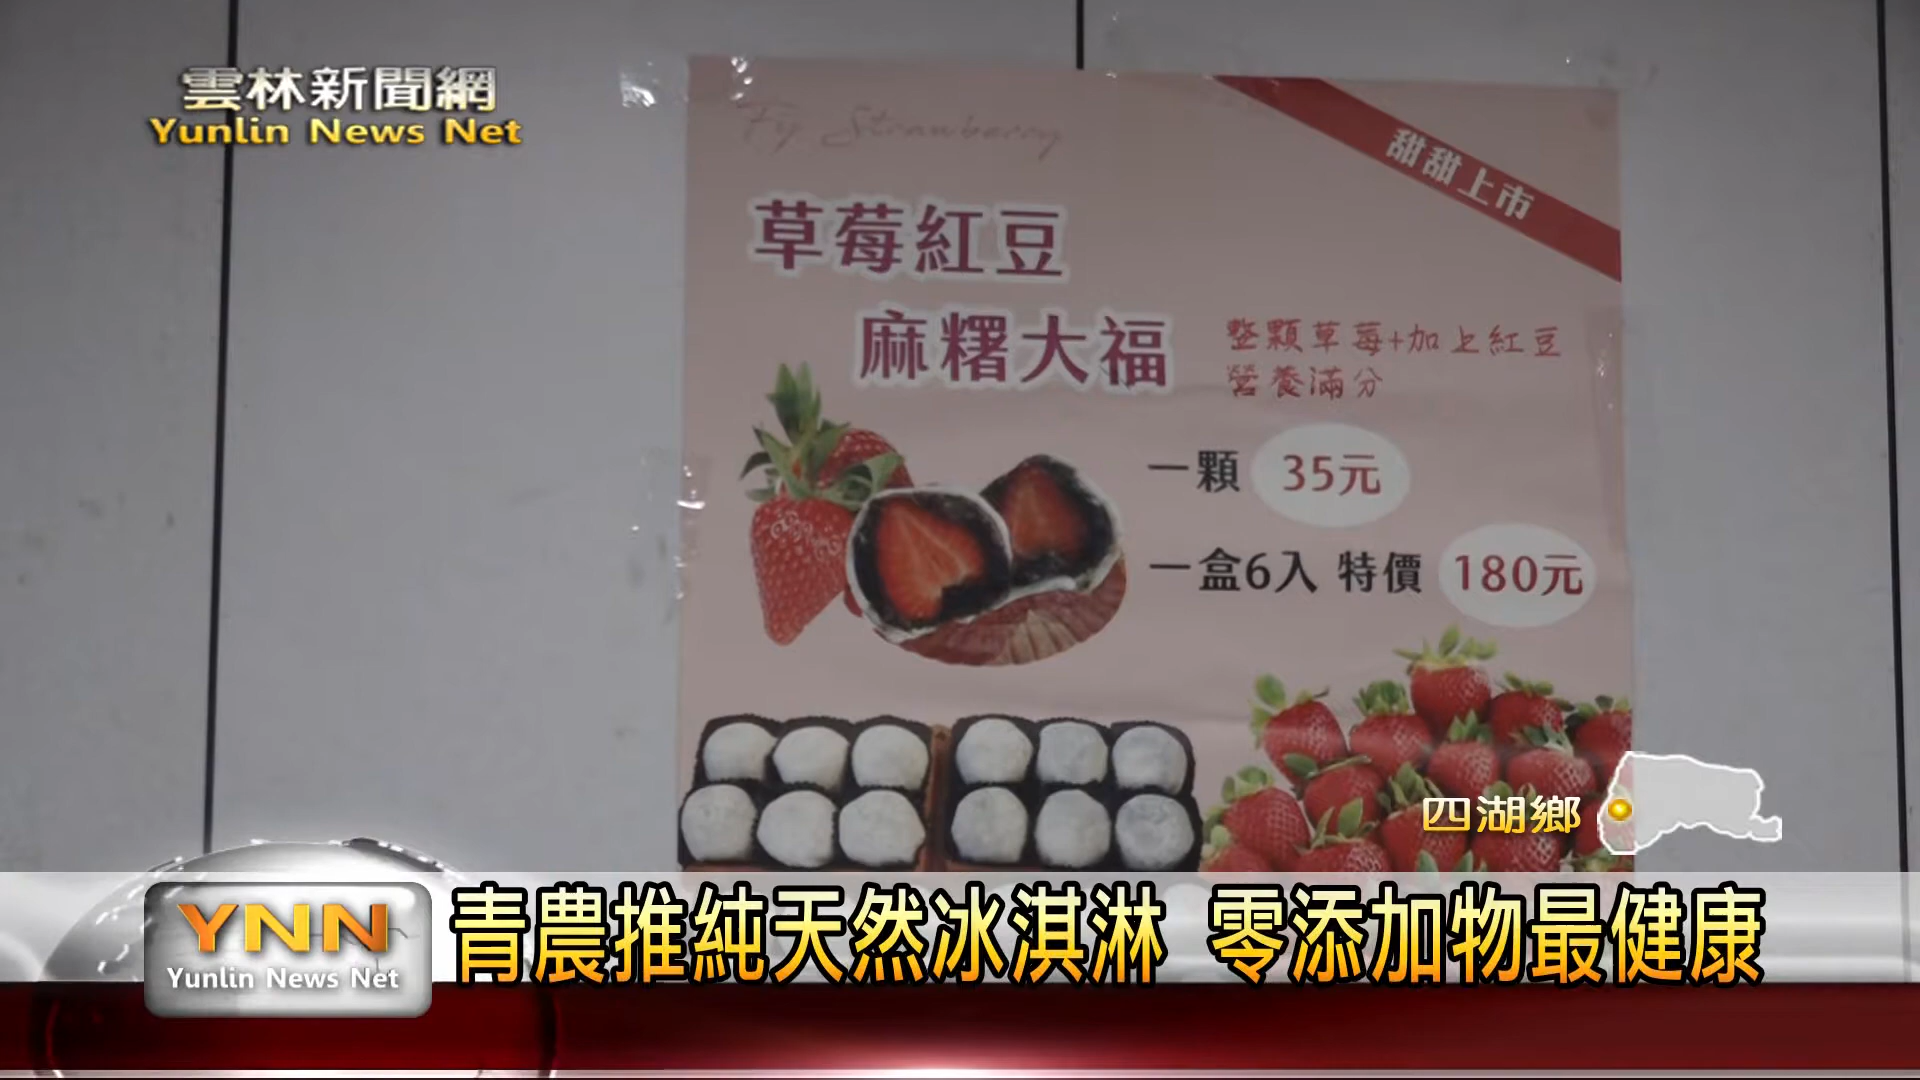 雲林新聞網
Yunlin News Net
Fy. Strawberry
甜甜上市
草莓紅豆
麻糬大福
整顆草莓+加上紅豆
營養滿分
一顆 35元
一盒6入 特價 180元
四湖鄉
YNN
Yunlin News Net
青農推純天然冰淇淋 零添加物最健康